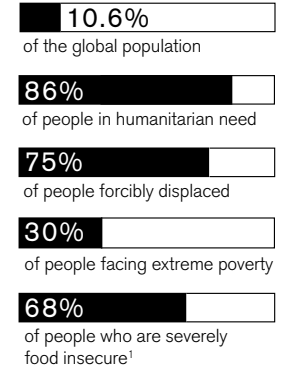 10.6%
of the global population
86%
of people in humanitarian need
75%
of people forcibly displaced
30%
of people facing extreme poverty
68%
of people who are severely
food insecure¹